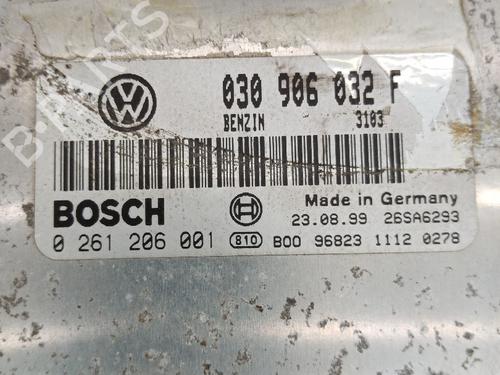 030 906 032 F
BENZIN 3103
BOSCH
Made in Germany
23.08.99 26SA6293
0 261 206 001 810 B00 96823 1112 0278
B-PARTS